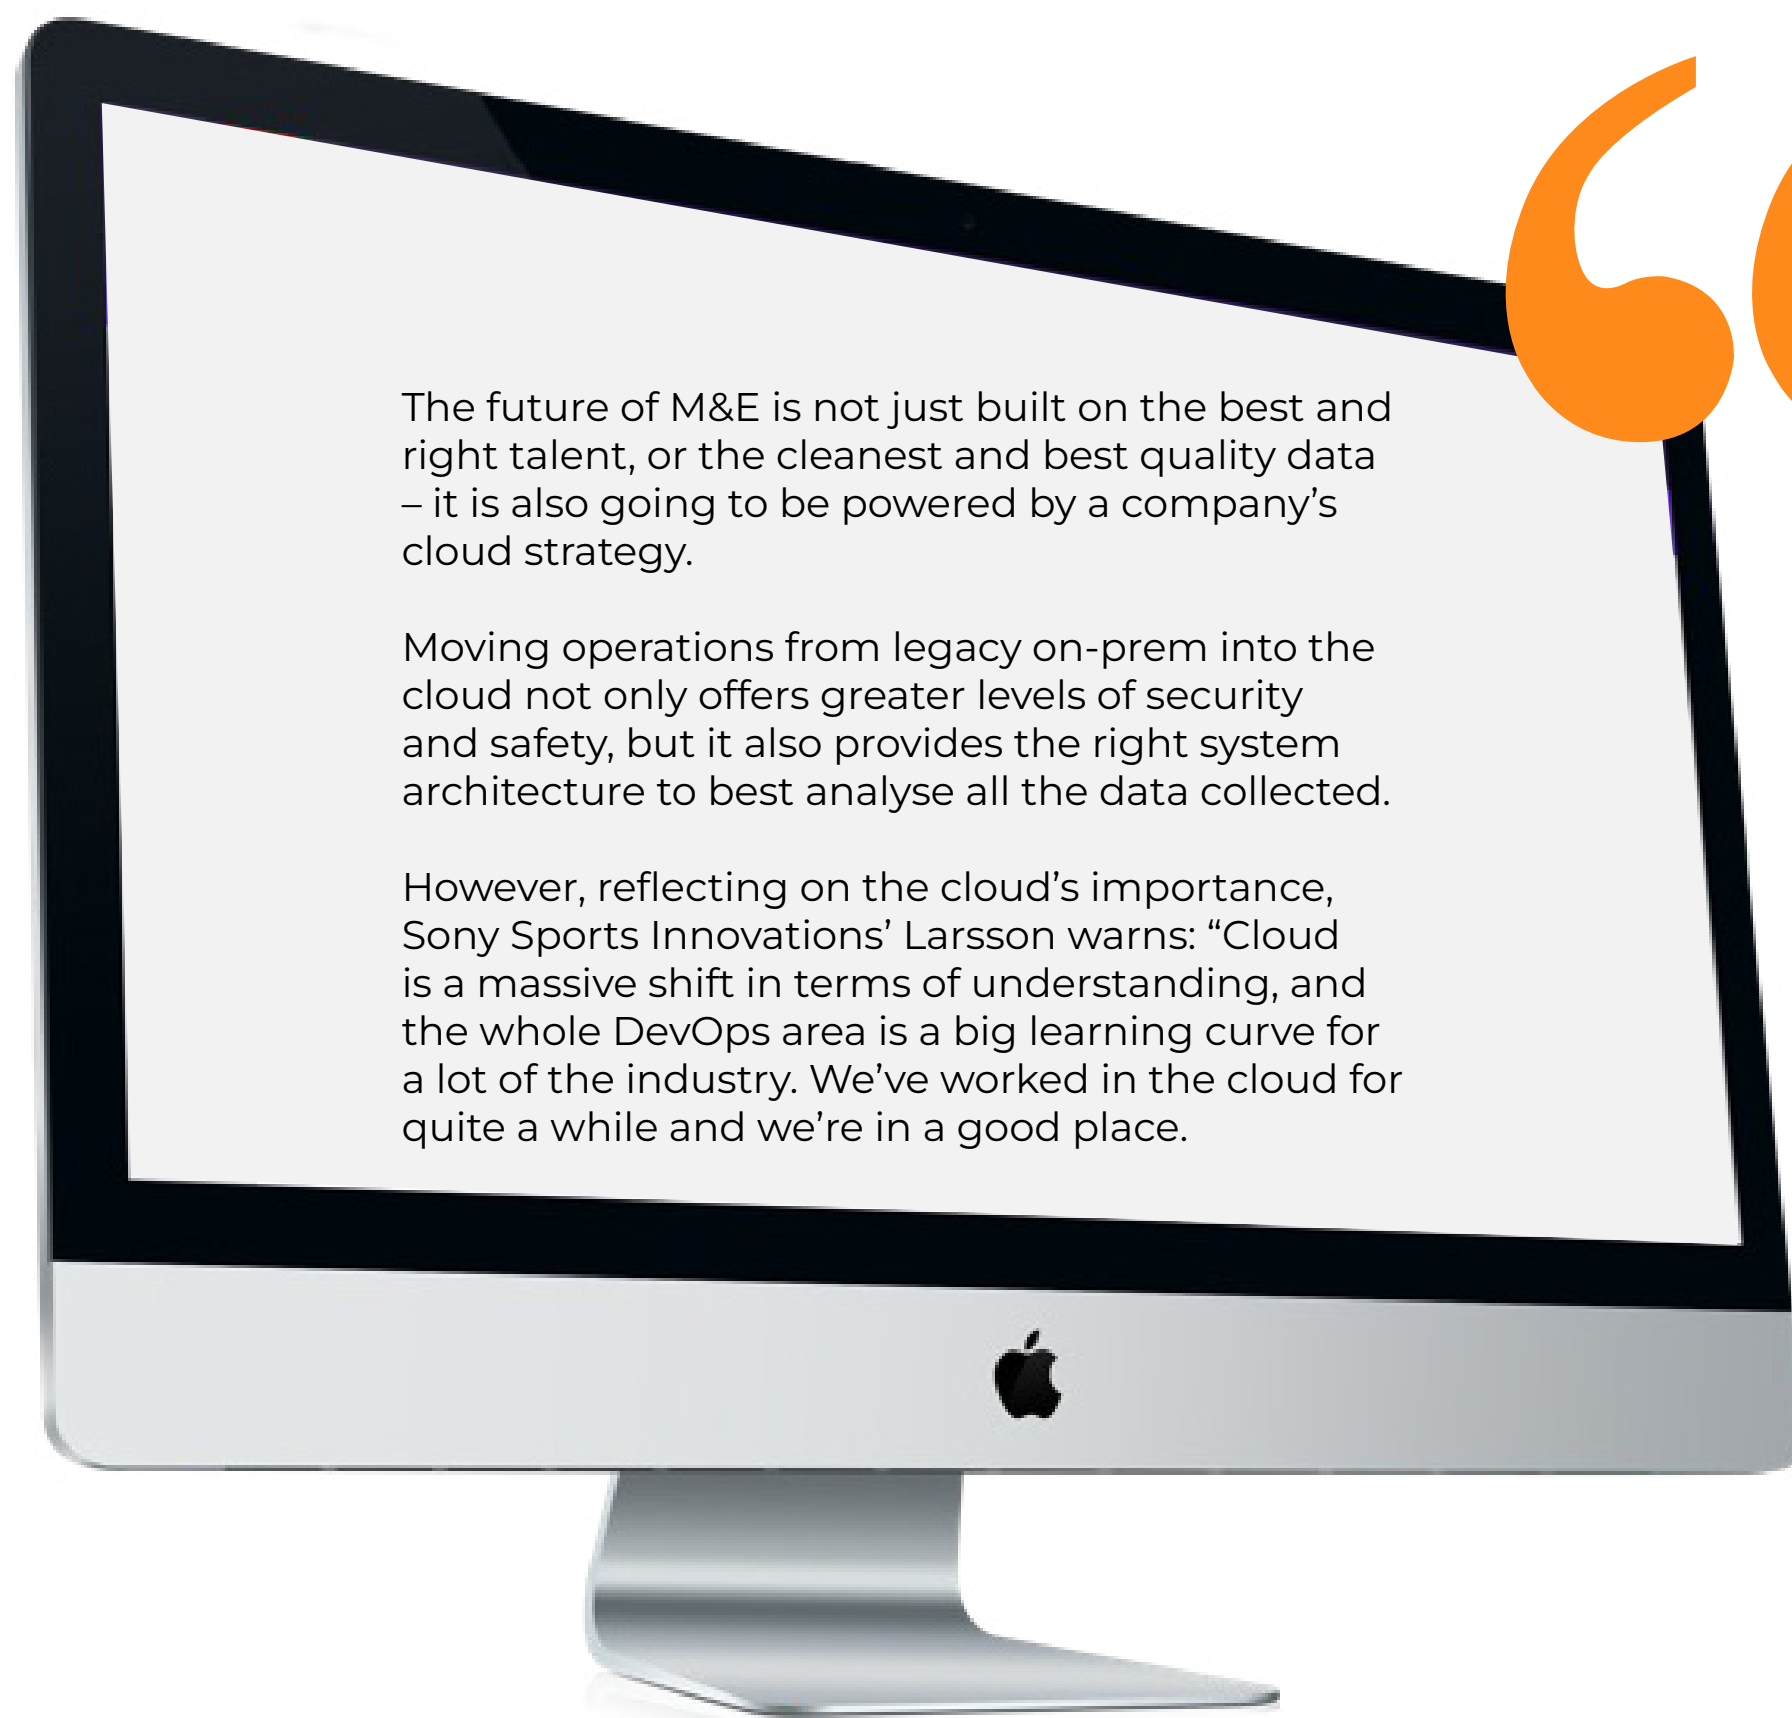 The future of M&E is not just built on the best and
right talent, or the cleanest and best quality data
– it is also going to be powered by a company’s
cloud strategy.
Moving operations from legacy on-prem into the
cloud not only offers greater levels of security
and safety, but it also provides the right system
architecture to best analyse all the data collected.
However, reflecting on the cloud’s importance,
Sony Sports Innovations’ Larsson warns: “Cloud
is a massive shift in terms of understanding, and
the whole DevOps area is a big learning curve for
a lot of the industry. We’ve worked in the cloud for
quite a while and we’re in a good place.